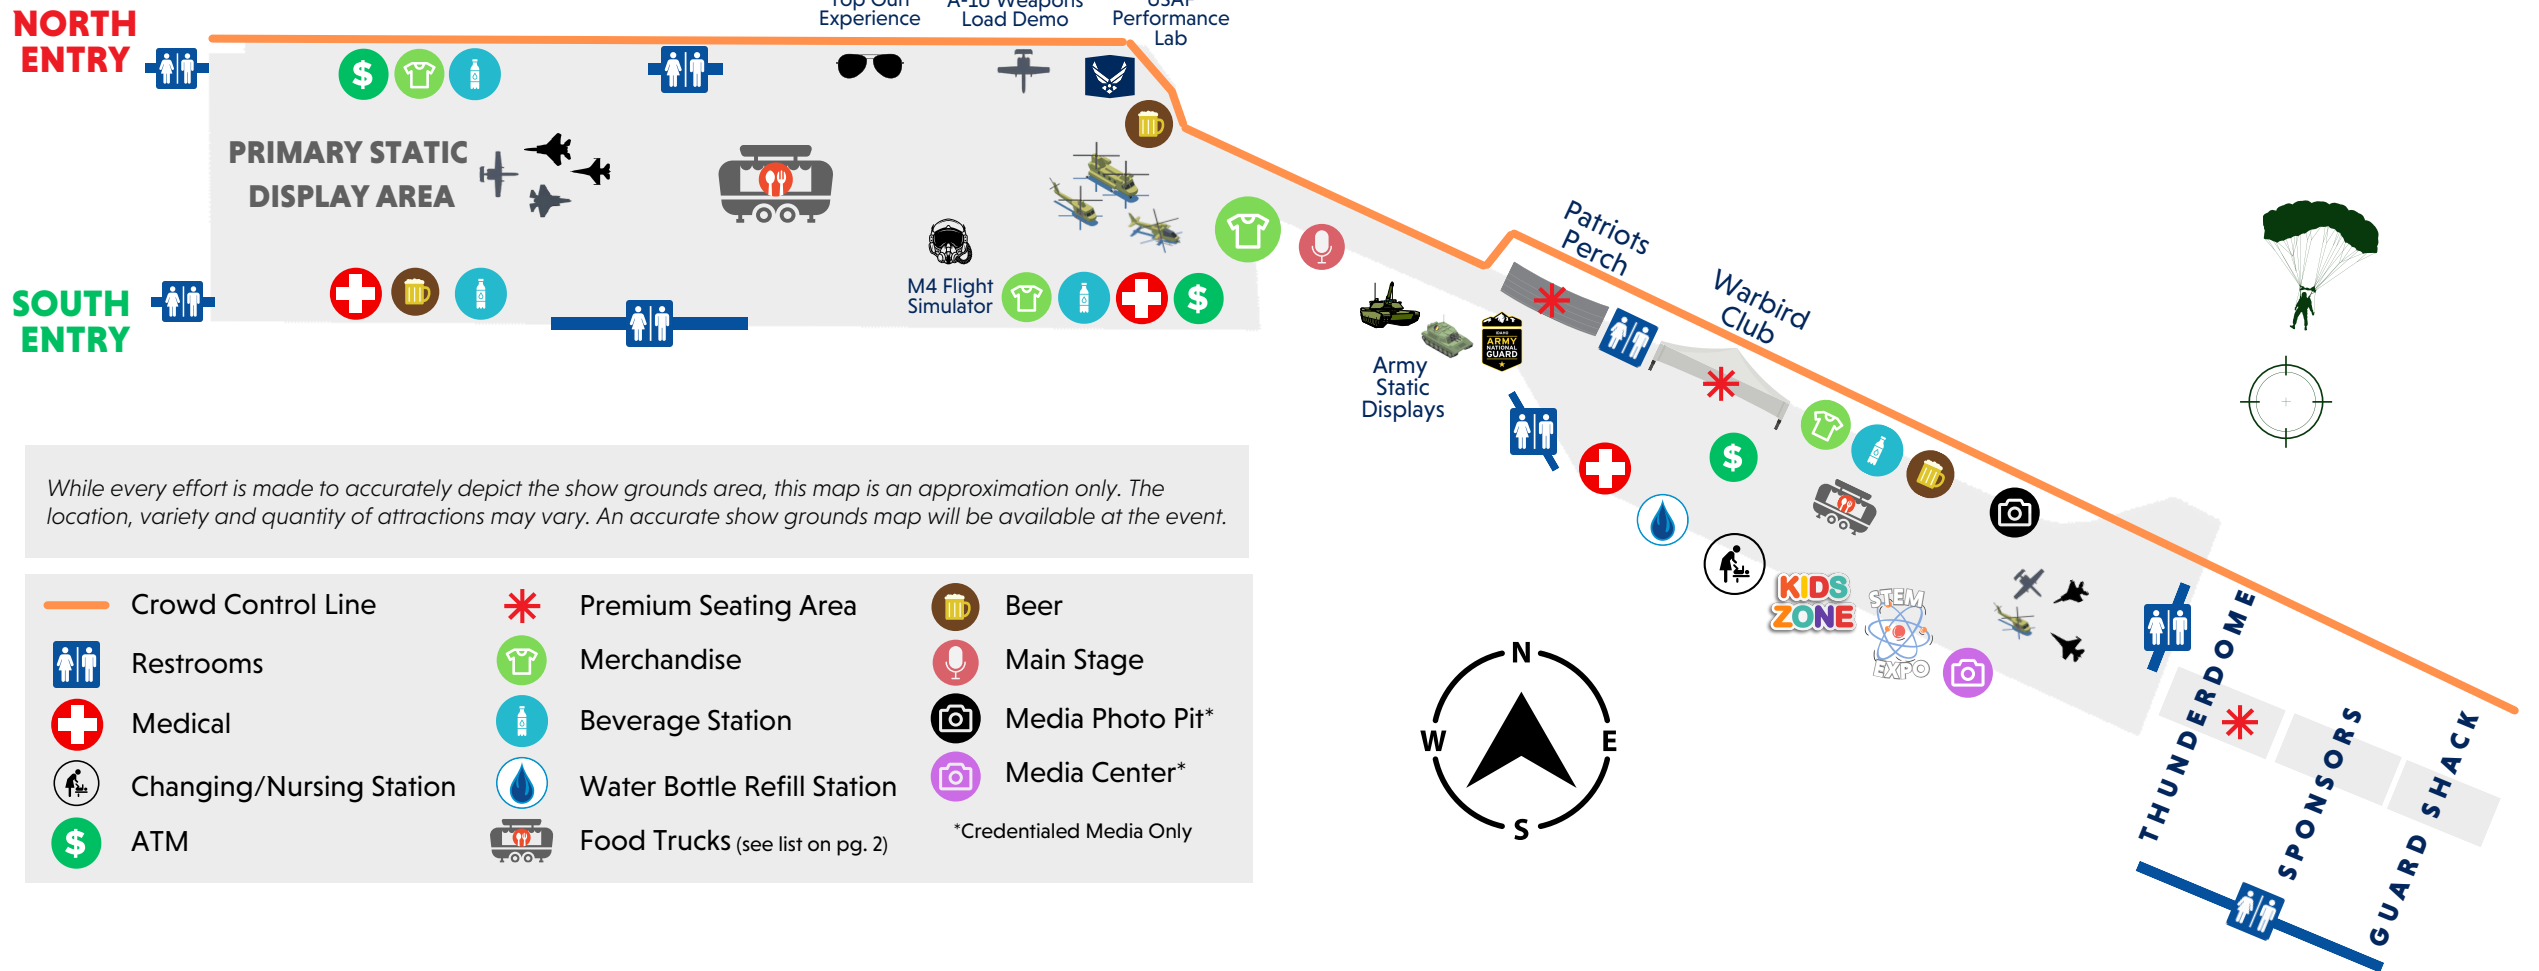 NORTH
ENTRY
Top Gun
Experience
A-10 Weapons
Load Demo
USAF
Performance
Lab
PRIMARY STATIC
DISPLAY AREA
SOUTH
ENTRY
M4 Flight
Simulator
Patriots
Perch
Warbird
Club
IDAHO
ARMY
NATIONAL
GUARD
Army
Static
Displays
KIDS
ZONE
STEM
EXPO
THUNDERDOME
SPONSORS
GUARD SHACK
While every effort is made to accurately depict the show grounds area, this map is an approximation only. The
location, variety and quantity of attractions may vary. An accurate show grounds map will be available at the event.
Crowd Control Line
Restrooms
Medical
Changing/Nursing Station
ATM
Premium Seating Area
Merchandise
Beverage Station
Water Bottle Refill Station
Food Trucks (see list on pg. 2)
Beer
Main Stage
Media Photo Pit*
Media Center*
*Credentialed Media Only
N
W
E
S